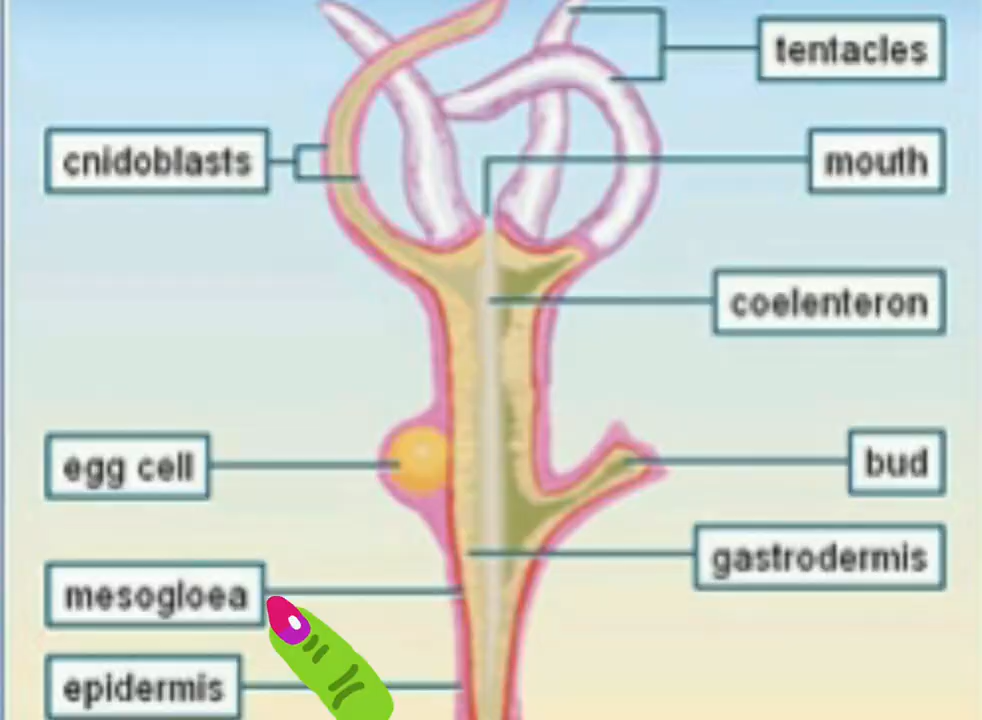 tentacles
cnidoblasts
mouth
coelenteron
egg cell
bud
gastrodermis
mesogloea
epidermis